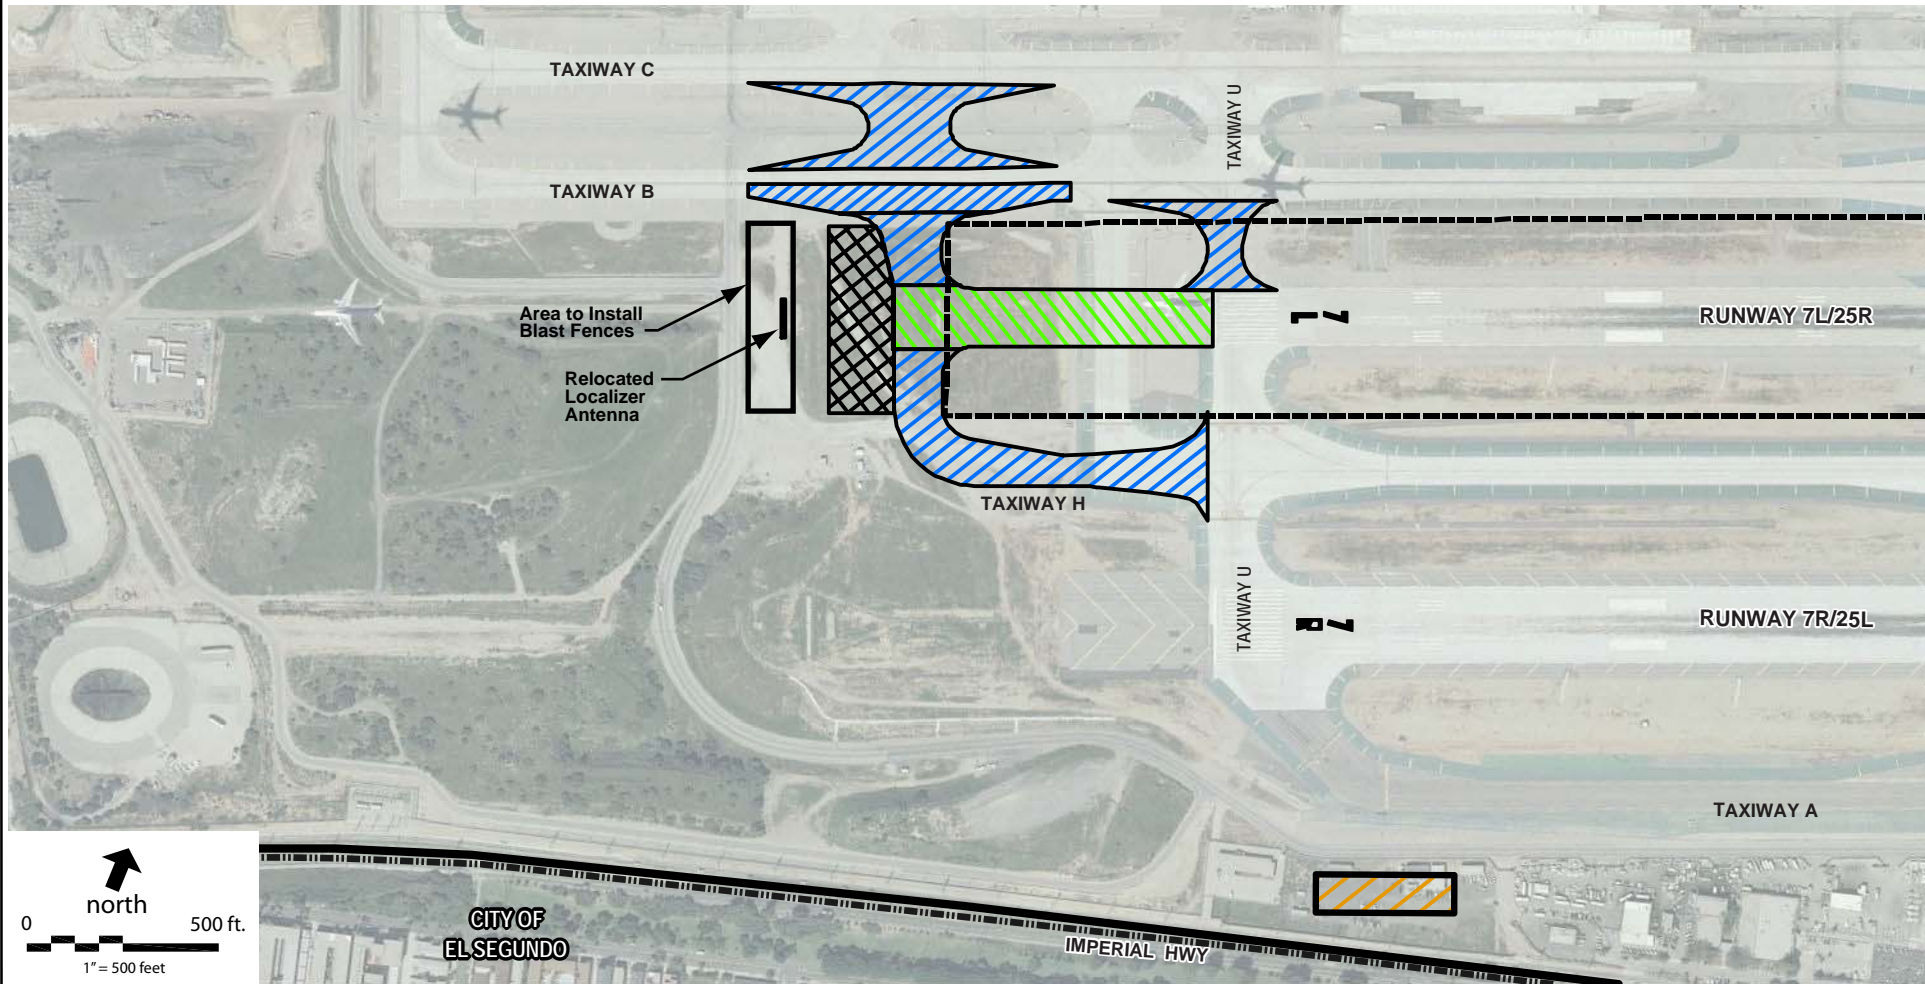 TAXIWAY C
TAXIWAY U
TAXIWAY B
Area to Install
Blast Fences
7L
RUNWAY 7L/25R
Relocated
Localizer
Antenna
TAXIWAY H
TAXIWAY U
7R
RUNWAY 7R/25L
TAXIWAY A
north
0 500 ft.
1" = 500 feet
CITY OF
EL SEGUNDO
IMPERIAL HWY